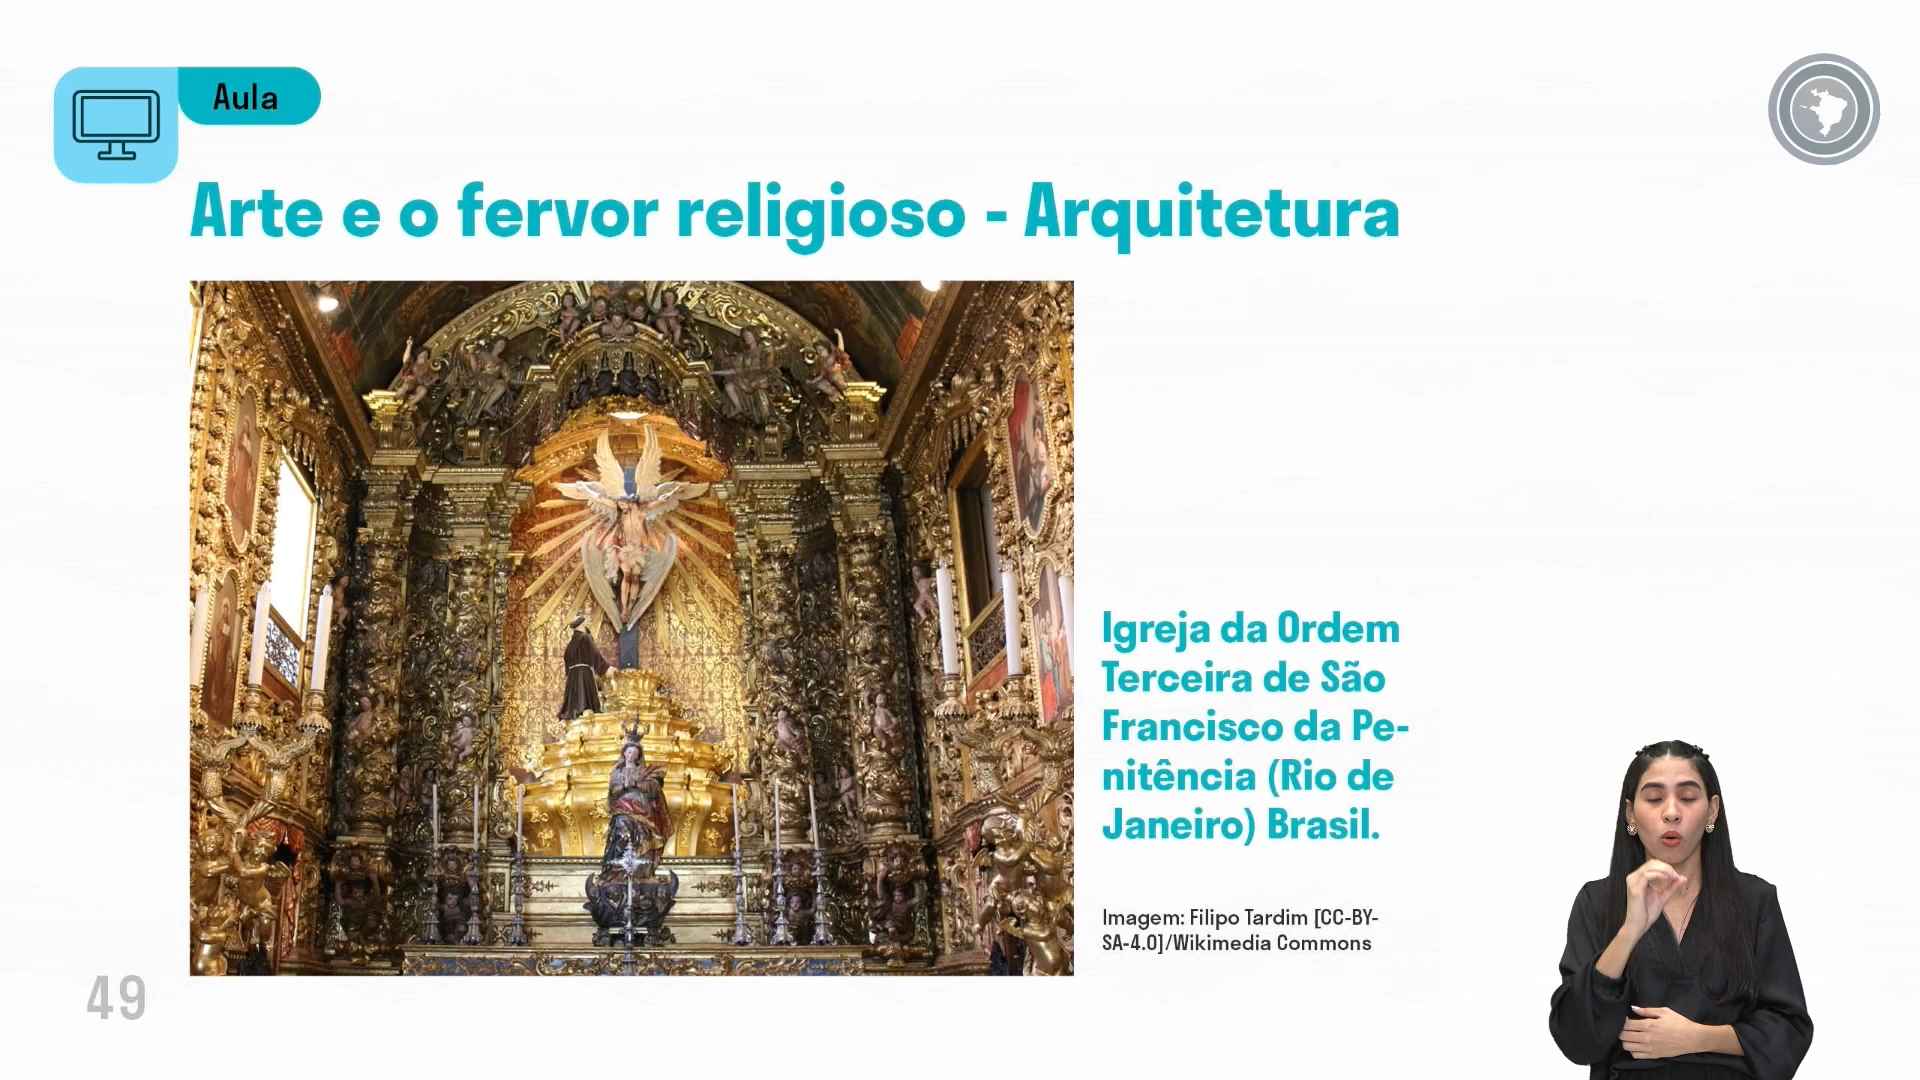 Aula
Arte e o fervor religioso - Arquitetura
Igreja da Ordem
Terceira de São
Francisco da Pe-
nitência (Rio de
Janeiro) Brasil.
Imagem: Filipo Tardim [CC-BY-
SA-4.0]/Wikimedia Commons
49